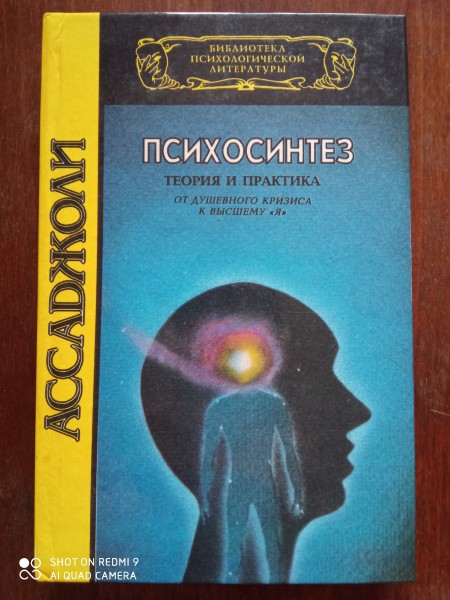 БИБЛИОТЕКА
ПСИХОЛОГИЧЕСКОЙ
ЛИТЕРАТУРЫ
АССАДЖОЛИ
ПСИХОСИНТЕЗ
ТЕОРИЯ И ПРАКТИКА
ОТ ДУШЕВНОГО КРИЗИСА
К ВЫСШЕМУ «Я»
SHOT ON REDMI 9
AI QUAD CAMERA